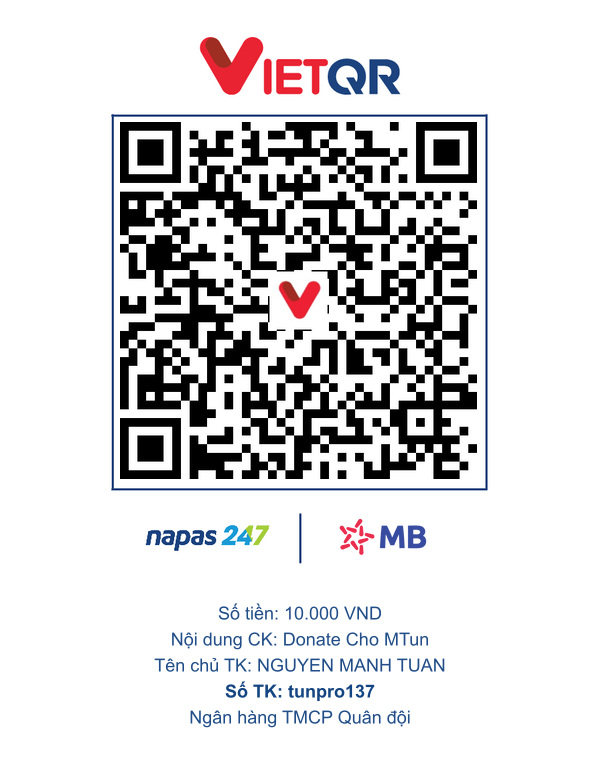 VIETQR
napas 247
MB
Số tiền: 10.000 VND
Nội dung CK: Donate Cho MTun
Tên chủ TK: NGUYEN MANH TUAN
Số TK: tunpro137
Ngân hàng TMCP Quân đội